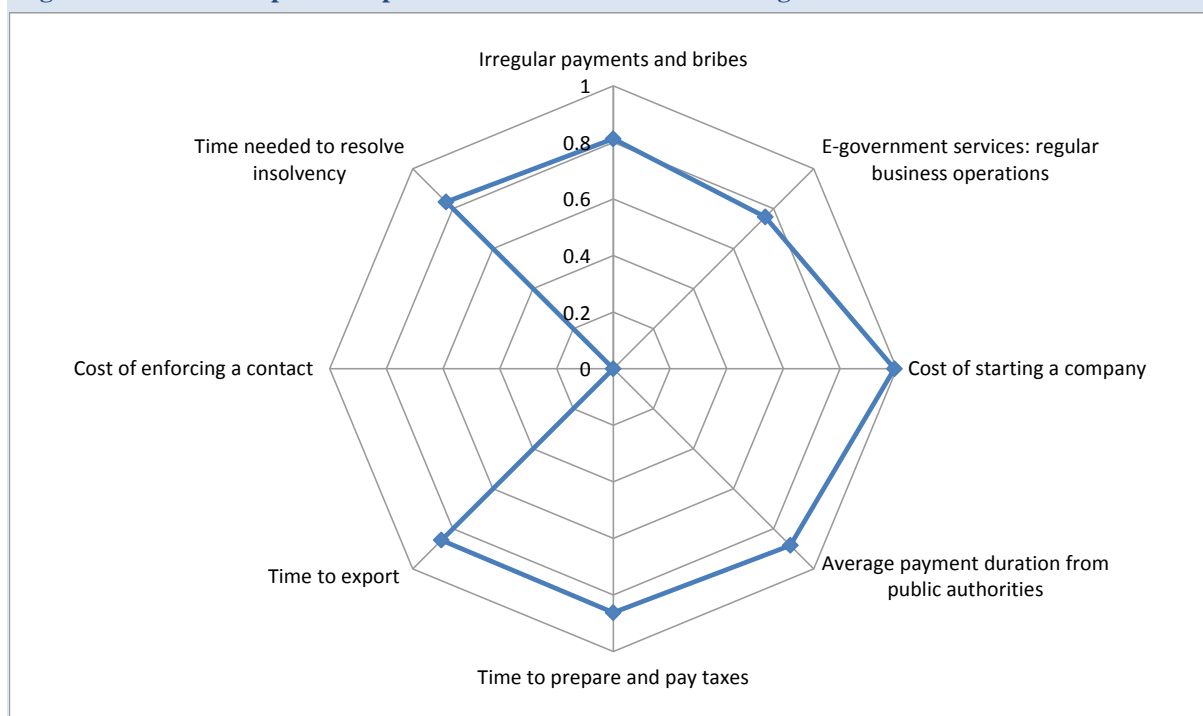 Irregular payments and bribes
1
Time needed to resolve
insolvency
0.8
E-government services: regular
business operations
0.6
0.4
0.2
Cost of enforcing a contact
0
Cost of starting a company
Time to export
Average payment duration from
public authorities
Time to prepare and pay taxes